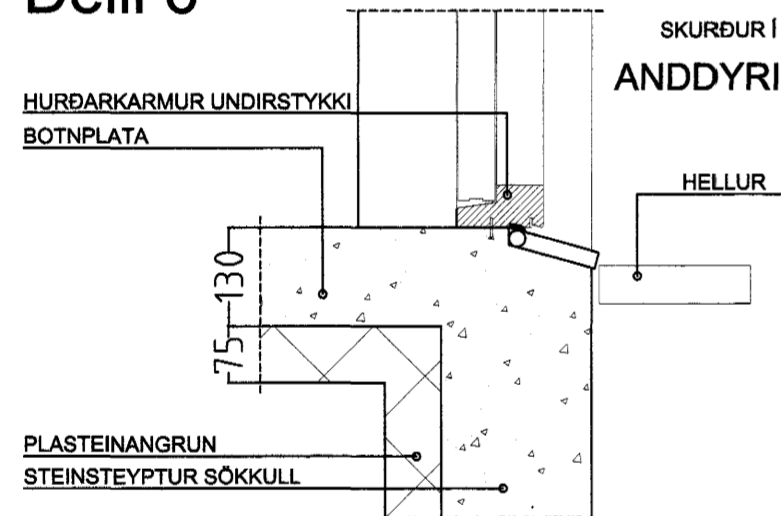 SKURÐUR Í
ANDDYRI
HURÐARKARMUR UNDIRSTYKKI
BOTNPLATA
HELLUR
130
75
PLASTEINANGRUN
STEINSTEYPTUR SÖKKULL